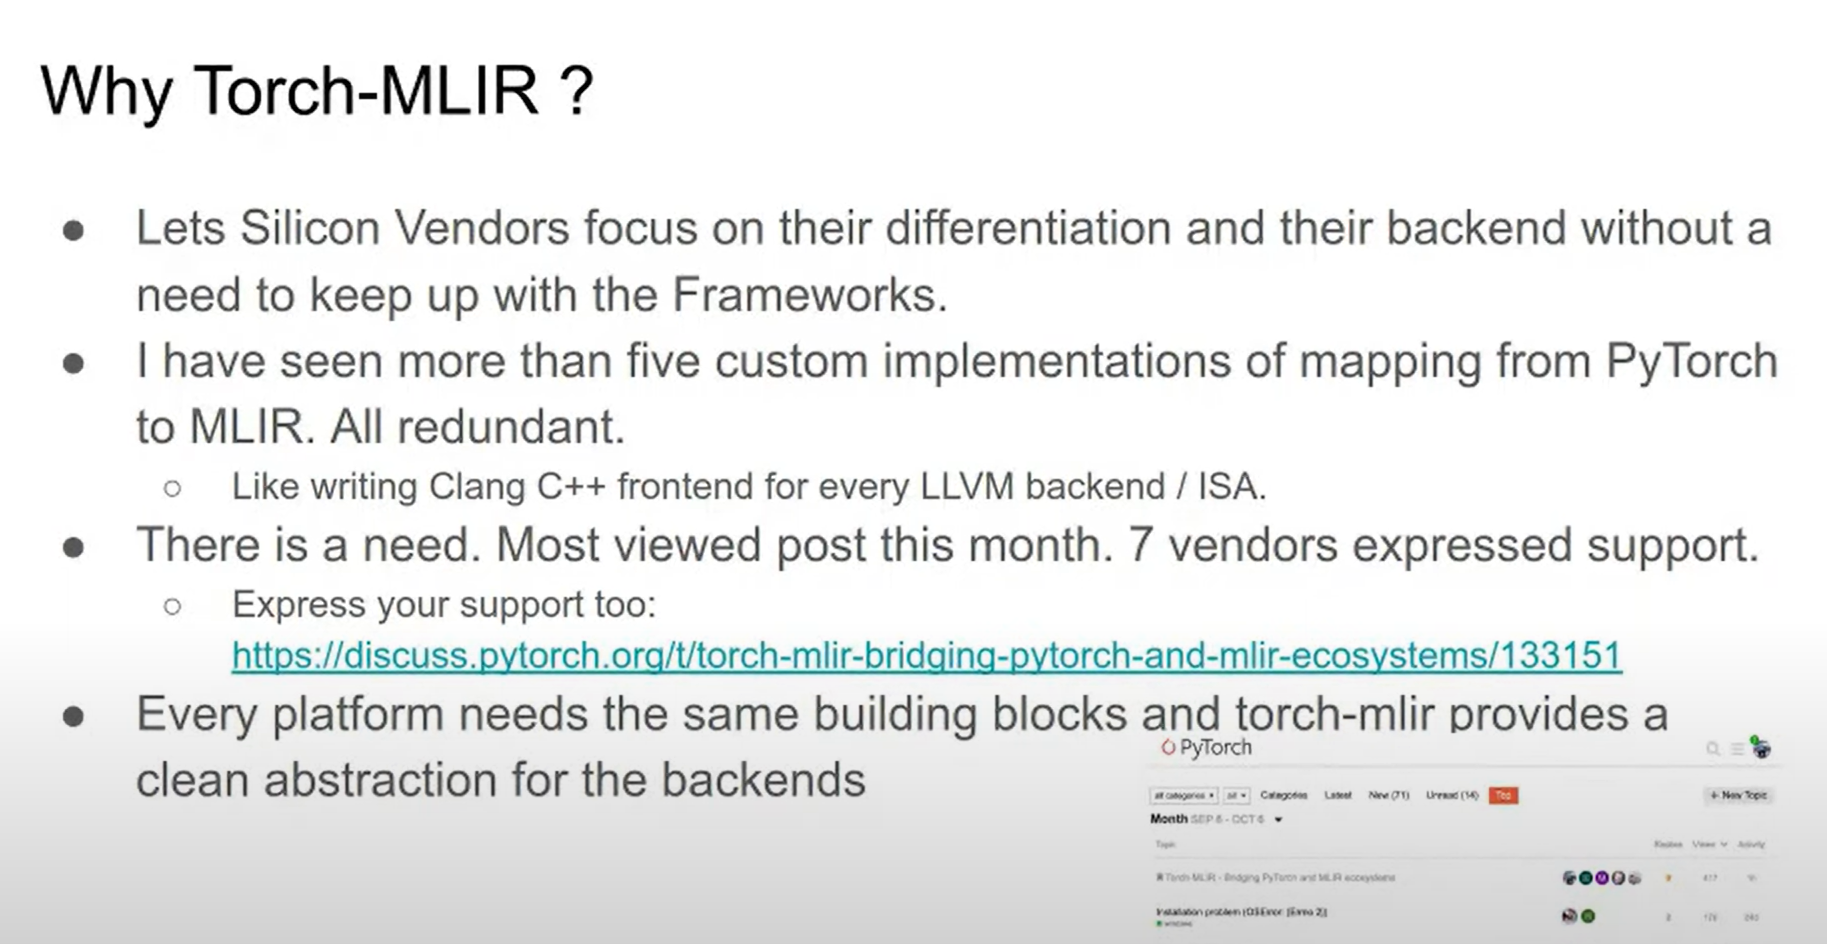 Why Torch-MLIR ?
● Lets Silicon Vendors focus on their differentiation and their backend without a
need to keep up with the Frameworks.
● I have seen more than five custom implementations of mapping from PyTorch
to MLIR. All redundant.
○ Like writing Clang C++ frontend for every LLVM backend / ISA.
● There is a need. Most viewed post this month. 7 vendors expressed support.
○ Express your support too:
https://discuss.pytorch.org/t/torch-mlir-bridging-pytorch-and-mlir-ecosystems/133151
● Every platform needs the same building blocks and torch-mlir provides a
clean abstraction for the backends
PyTorch
all categories all Categories Latest New (71) Unread (14) Top + New Topic
Month SEP 6 - OCT 6
Topic Replies Views Activity
Torch-MLIR - Bridging PyTorch and MLIR ecosystems
Installation problem (OSError: [Errno 2])